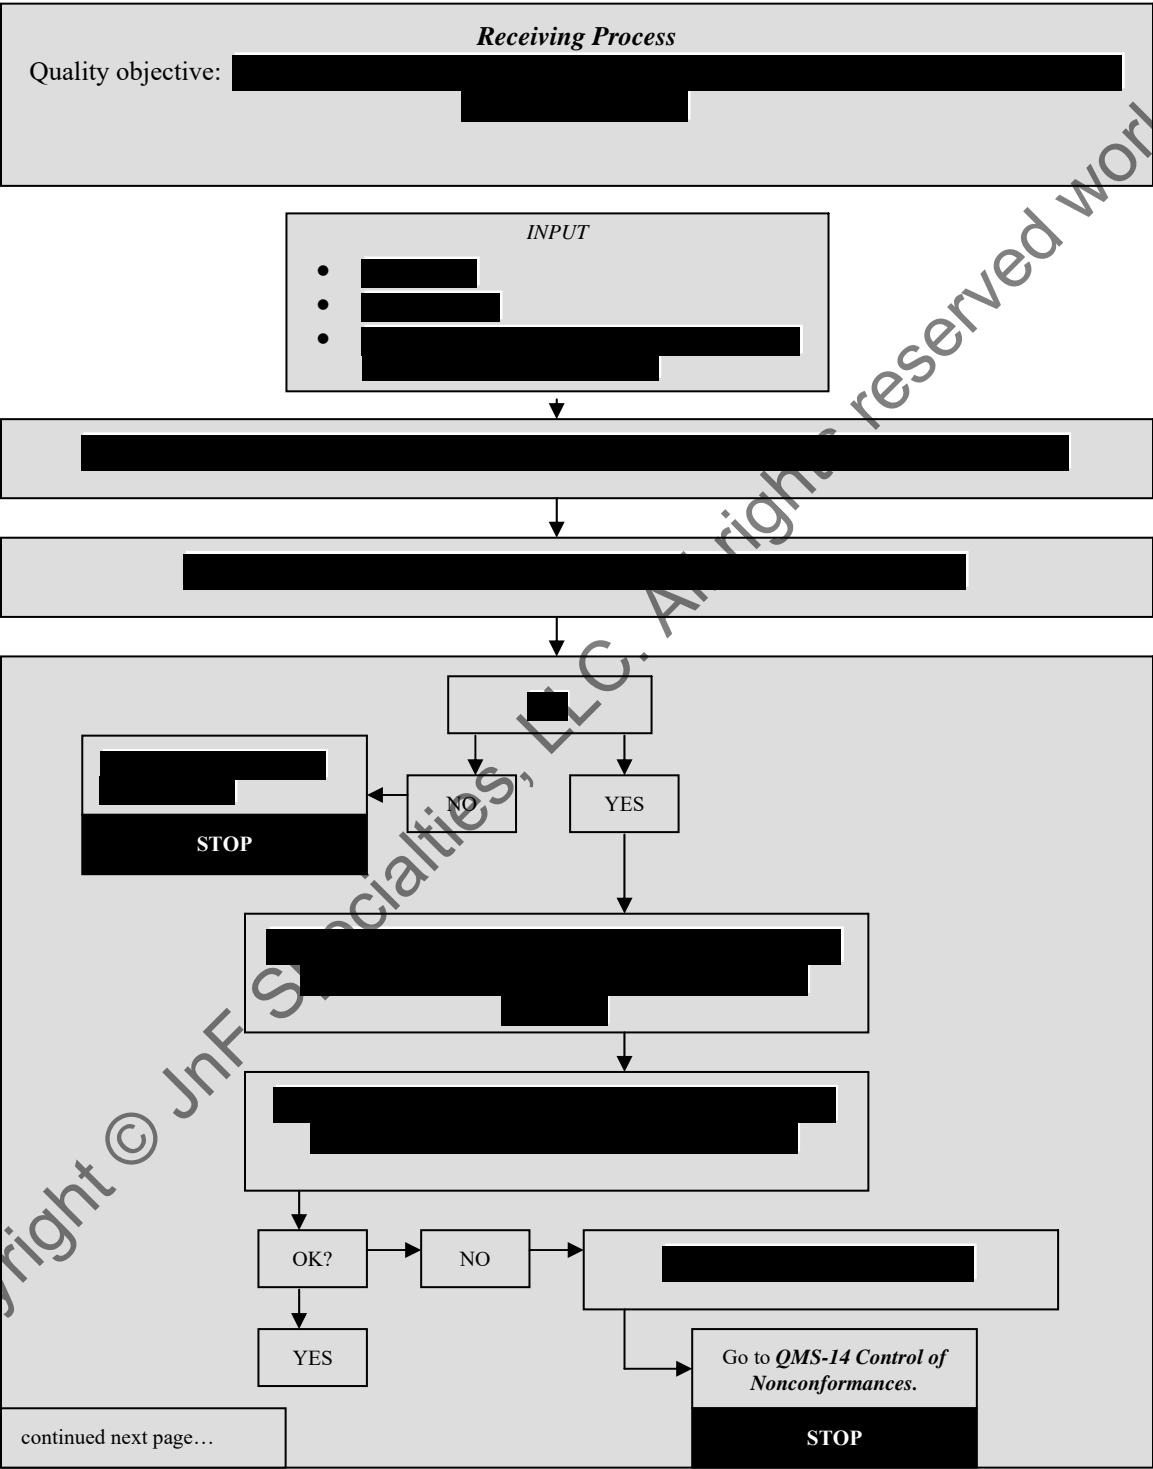 Receiving Process
Quality objective:
INPUT
NO
YES
STOP
OK?
NO
YES
Go to QMS-14 Control of
Nonconformances.
STOP
continued next page…
yright © JnF Specialties, LLC. All rights reserved worl